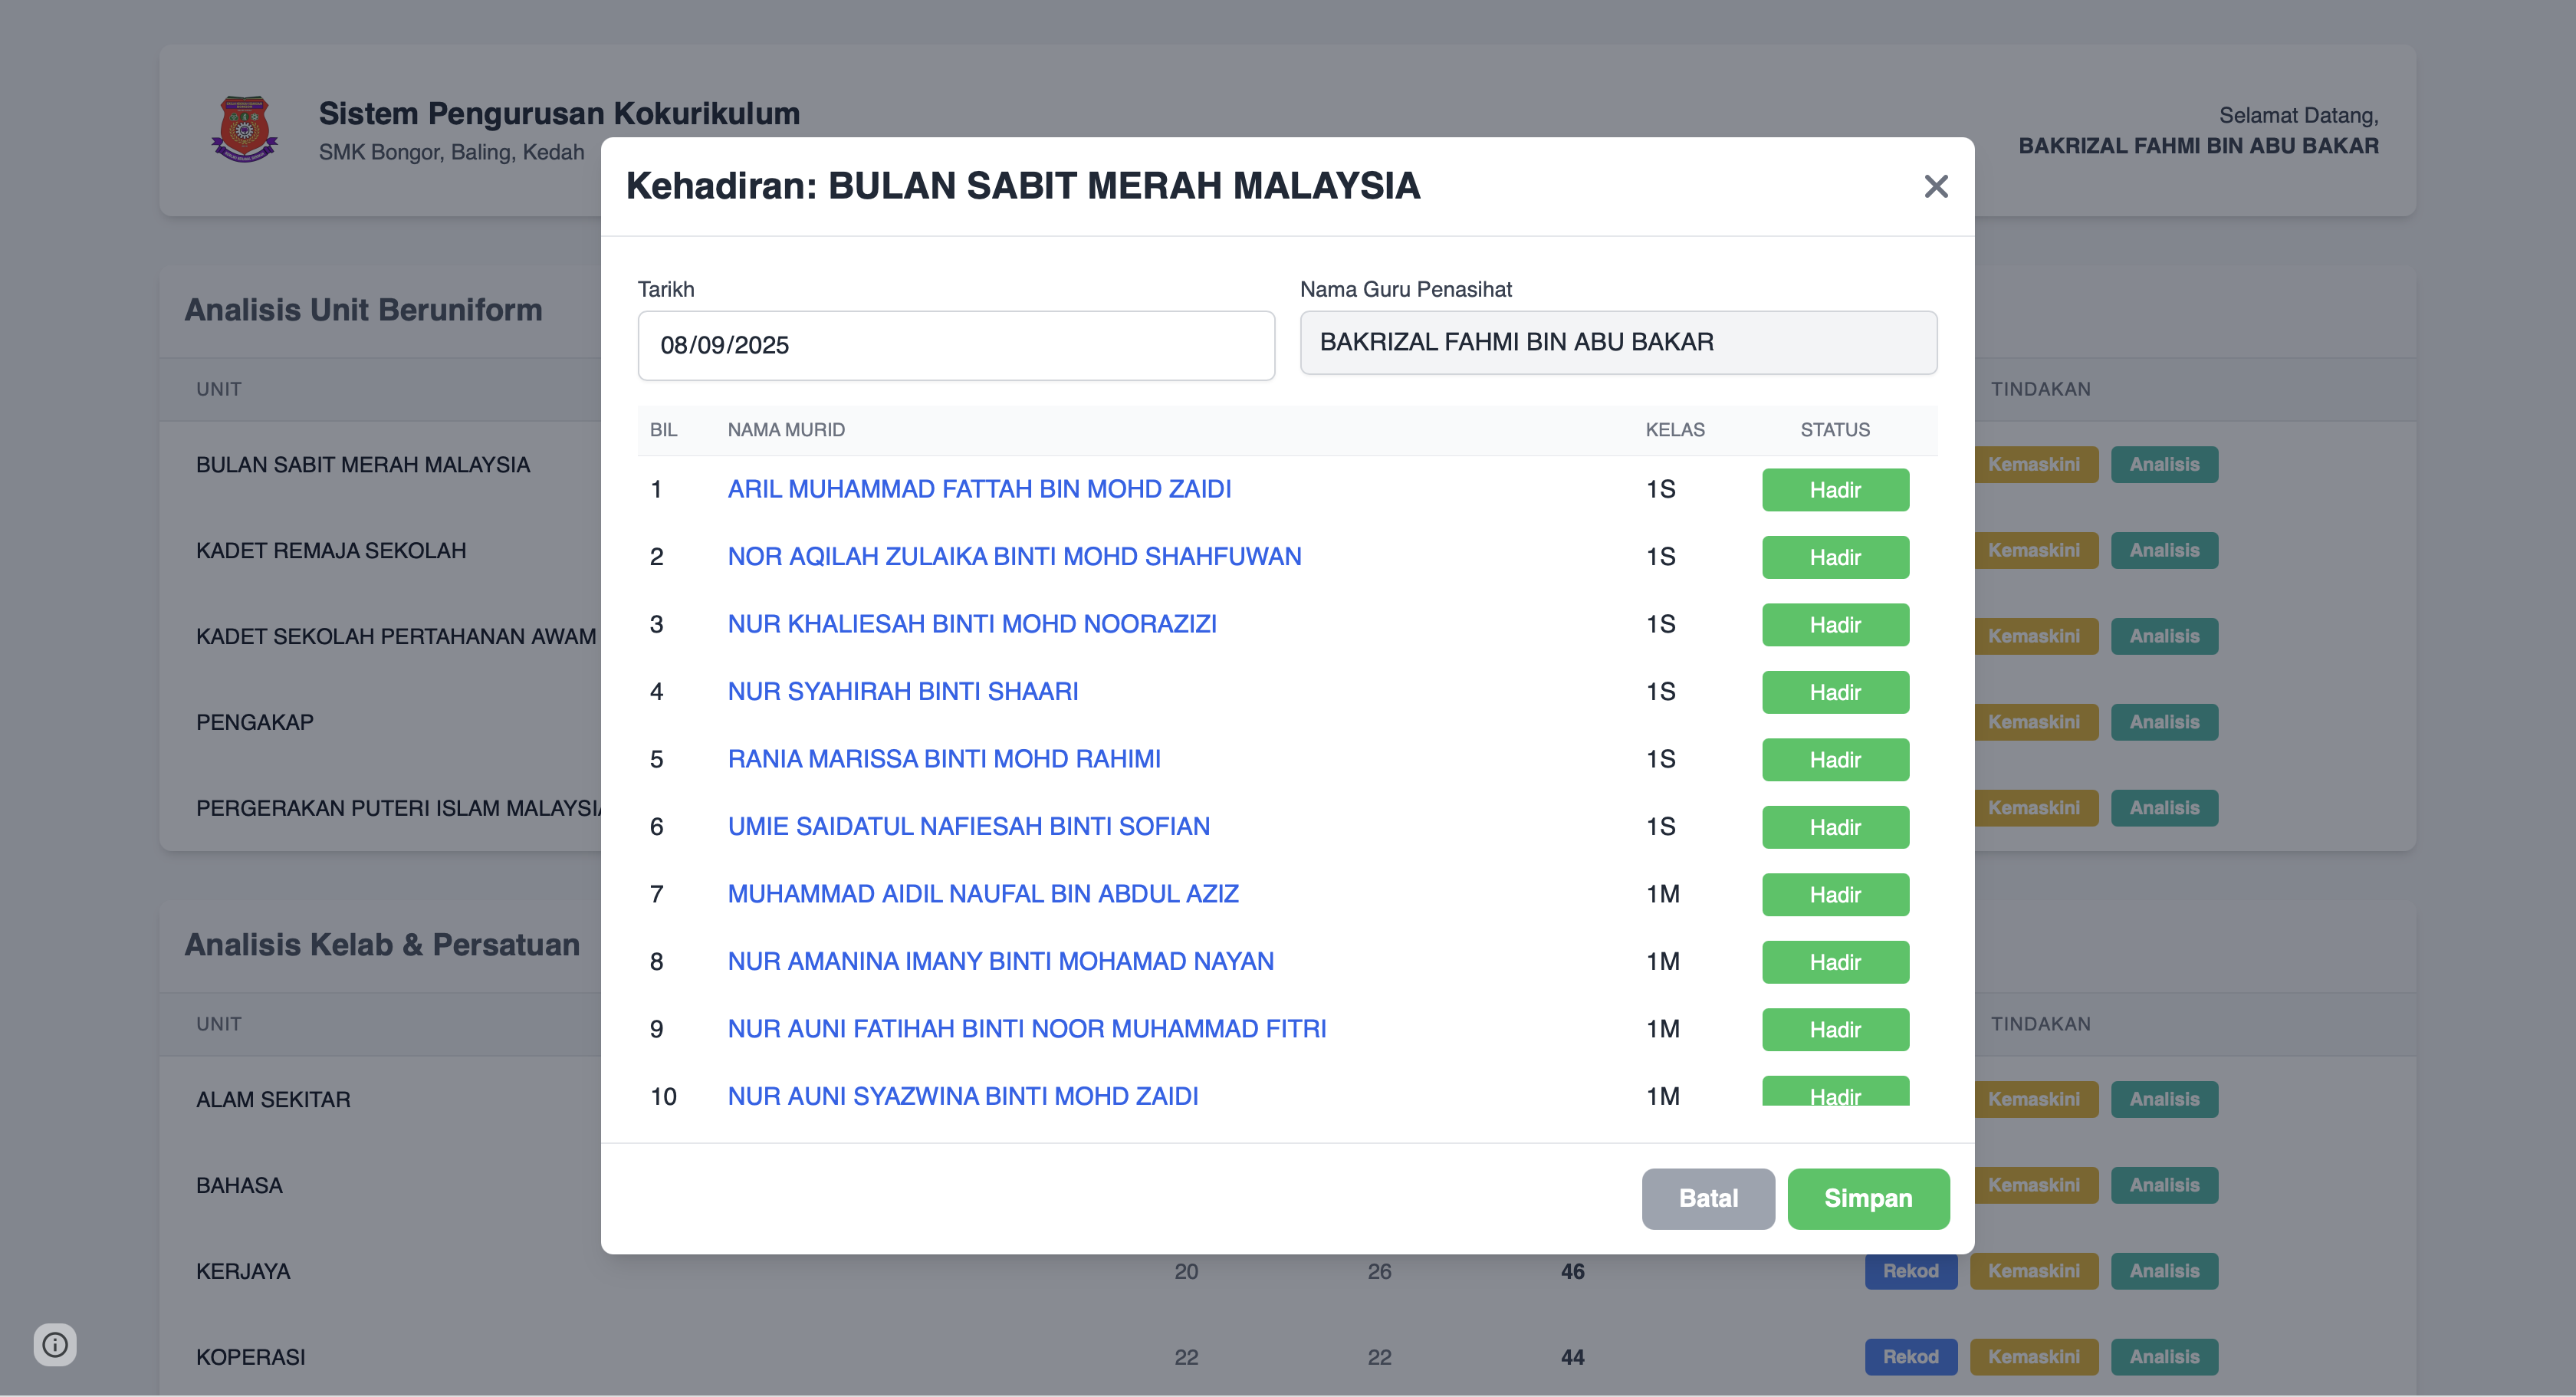 Sistem Pengurusan Kokurikulum
SMK Bongor, Baling, Kedah
Selamat Datang,
BAKRIZAL FAHMI BIN ABU BAKAR
Kehadiran: BULAN SABIT MERAH MALAYSIA
Tarikh
08/09/2025
Nama Guru Penasihat
BAKRIZAL FAHMI BIN ABU BAKAR
BIL NAMA MURID KELAS STATUS
1 ARIL MUHAMMAD FATTAH BIN MOHD ZAIDI 1S Hadir
2 NOR AQILAH ZULAIKA BINTI MOHD SHAHFUWAN 1S Hadir
3 NUR KHALIESAH BINTI MOHD NOORAZIZI 1S Hadir
4 NUR SYAHIRAH BINTI SHAARI 1S Hadir
5 RANIA MARISSA BINTI MOHD RAHIMI 1S Hadir
6 UMIE SAIDATUL NAFIESAH BINTI SOFIAN 1S Hadir
7 MUHAMMAD AIDIL NAUFAL BIN ABDUL AZIZ 1M Hadir
8 NUR AMANINA IMANY BINTI MOHAMAD NAYAN 1M Hadir
9 NUR AUNI FATIHAH BINTI NOOR MUHAMMAD FITRI 1M Hadir
10 NUR AUNI SYAZWINA BINTI MOHD ZAIDI 1M Hadir
Batal Simpan
Analisis Unit Beruniform
UNIT TINDAKAN
BULAN SABIT MERAH MALAYSIA Kemaskini Analisis
KADET REMAJA SEKOLAH Kemaskini Analisis
KADET SEKOLAH PERTAHANAN AWAM Kemaskini Analisis
PENGAKAP Kemaskini Analisis
PERGERAKAN PUTERI ISLAM MALAYSIA Kemaskini Analisis
Analisis Kelab & Persatuan
UNIT TINDAKAN
ALAM SEKITAR Kemaskini Analisis
BAHASA Kemaskini Analisis
KERJAYA 20 26 46 Rekod Kemaskini Analisis
KOPERASI 22 22 44 Rekod Kemaskini Analisis